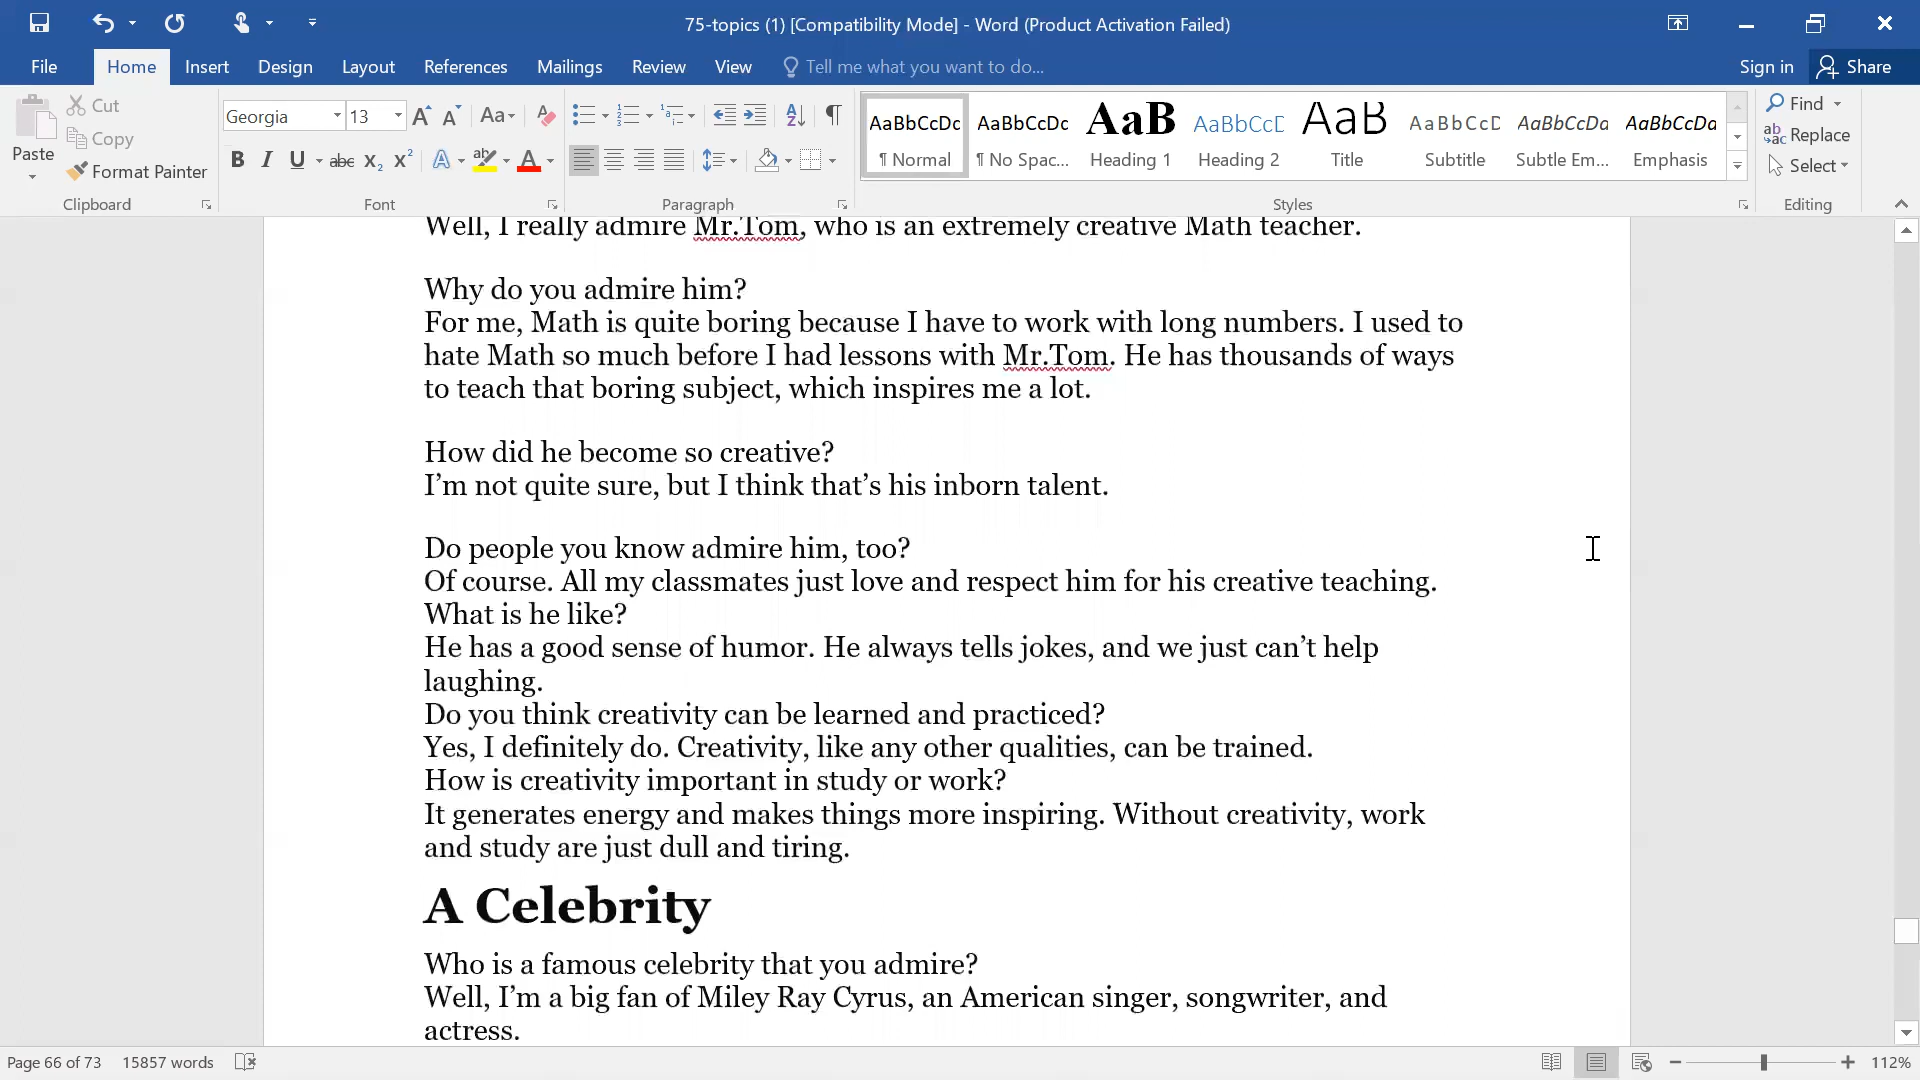 75-topics (1) [Compatibility Mode] - Word (Product Activation Failed)
File Home Insert Design Layout References Mailings Review View Tell me what you want to do... Sign in Share
Paste Cut Copy Format Painter Clipboard
Georgia 13 Aa B I U abc X₂ X² A ab A Font
Paragraph
AaBbCcDc AaBbCcDc AaB AaBbCcD AaB AaBbCcD AaBbCcDa AaBbCcDa
¶ Normal ¶ No Spac... Heading 1 Heading 2 Title Subtitle Subtle Em... Emphasis
Styles
Find Replace Select Editing
Well, I really admire Mr.Tom, who is an extremely creative Math teacher.
Why do you admire him?
For me, Math is quite boring because I have to work with long numbers. I used to
hate Math so much before I had lessons with Mr.Tom. He has thousands of ways
to teach that boring subject, which inspires me a lot.
How did he become so creative?
I’m not quite sure, but I think that’s his inborn talent.
Do people you know admire him, too?
Of course. All my classmates just love and respect him for his creative teaching.
What is he like?
He has a good sense of humor. He always tells jokes, and we just can’t help
laughing.
Do you think creativity can be learned and practiced?
Yes, I definitely do. Creativity, like any other qualities, can be trained.
How is creativity important in study or work?
It generates energy and makes things more inspiring. Without creativity, work
and study are just dull and tiring.
A Celebrity
Who is a famous celebrity that you admire?
Well, I’m a big fan of Miley Ray Cyrus, an American singer, songwriter, and
actress.
Page 66 of 73 15857 words 112%